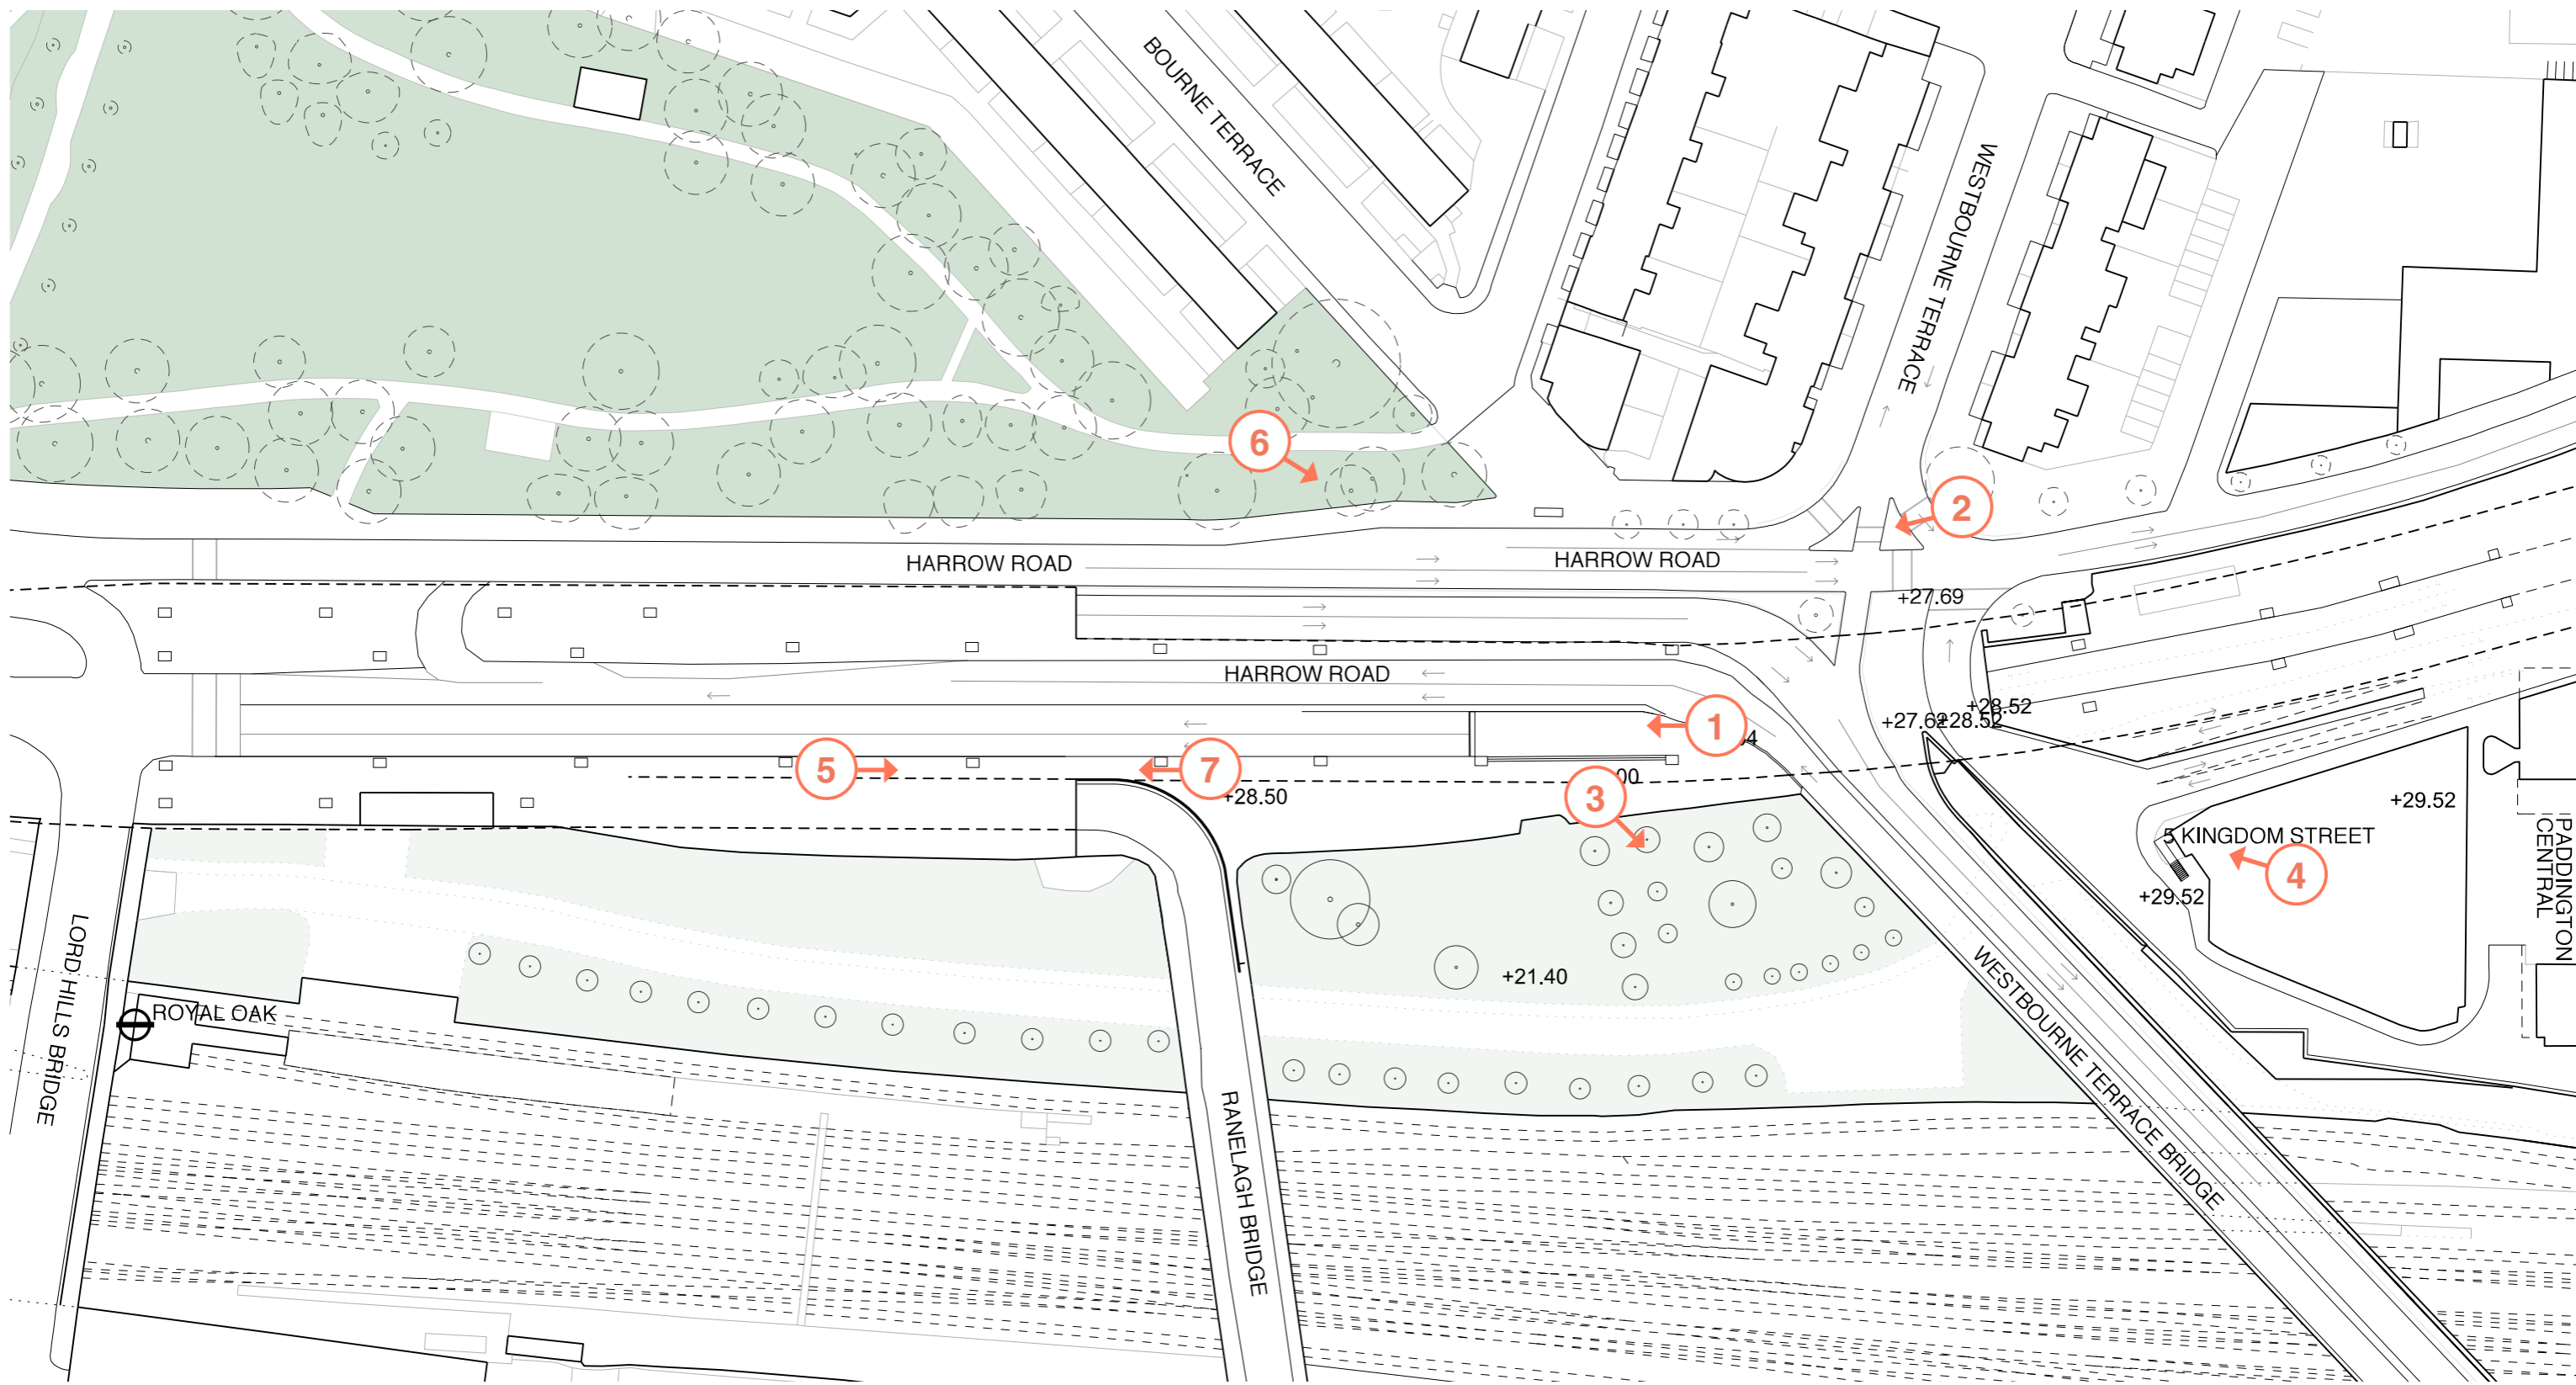 BOURNE TERRACE
WESTBOURNE TERRACE
6
2
HARROW ROAD
HARROW ROAD
+27.69
HARROW ROAD
+28.52
+27.62
+28.52
1
5
7
+28.50
3
00
4
+29.52
5 KINGDOM STREET
4
+29.52
PADDINGTON
CENTRAL
+21.40
LORD HILLS BRIDGE
ROYAL OAK
WESTBOURNE TERRACE BRIDGE
RANELAGH BRIDGE